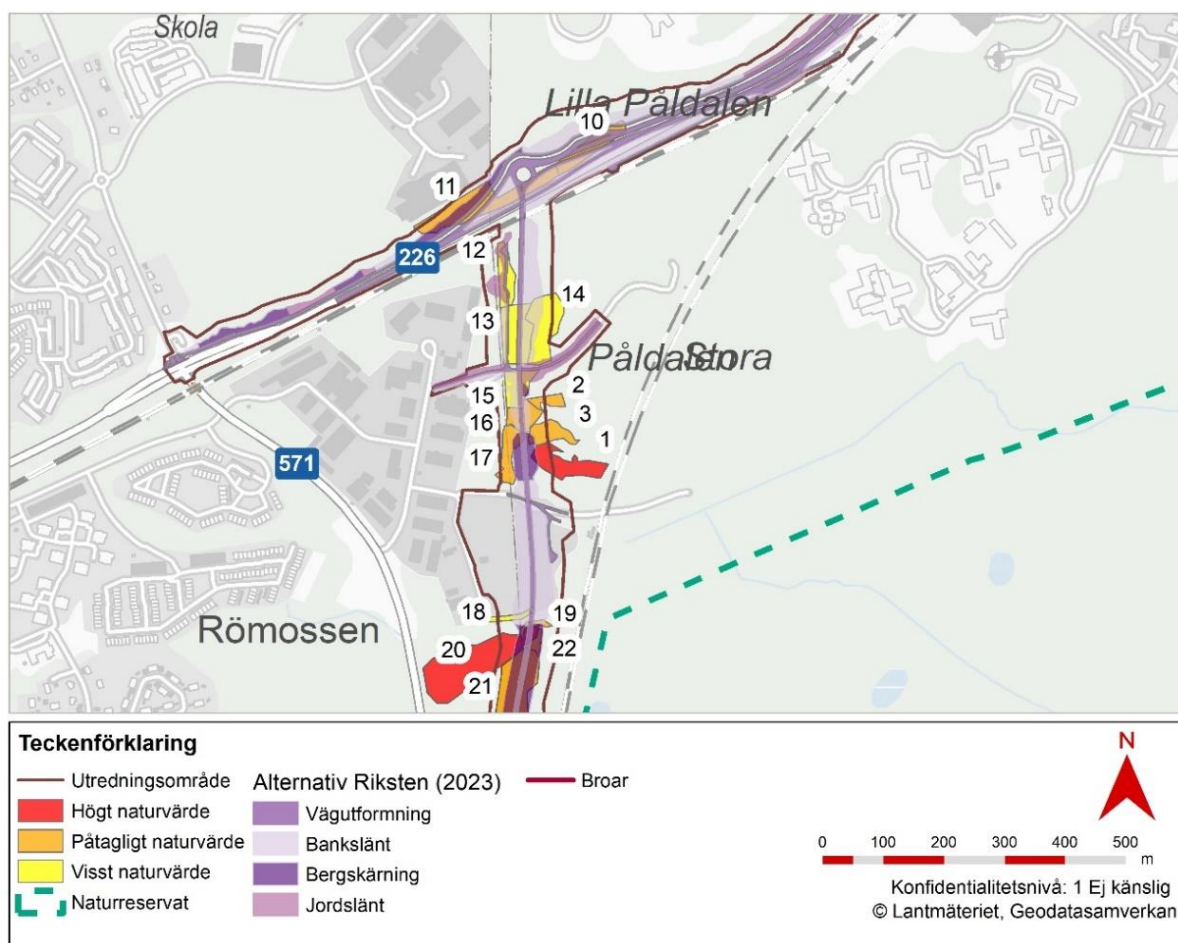 Skola
Lilla Påldalen
10
11
12
226
14
13
Påldalen
Stora
2
15
3
16
1
17
571
18
19
Römossen
20
22
21
Teckenförklaring
Utredningsområde
Högt naturvärde
Påtagligt naturvärde
Visst naturvärde
Naturreservat
Alternativ Riksten (2023)
Vägutformning
Bankslänt
Bergskärning
Jordslänt
Broar
N
0 100 200 300 400 500
m
Konfidentialitetsnivå: 1 Ej känslig
© Lantmäteriet, Geodatasamverkan